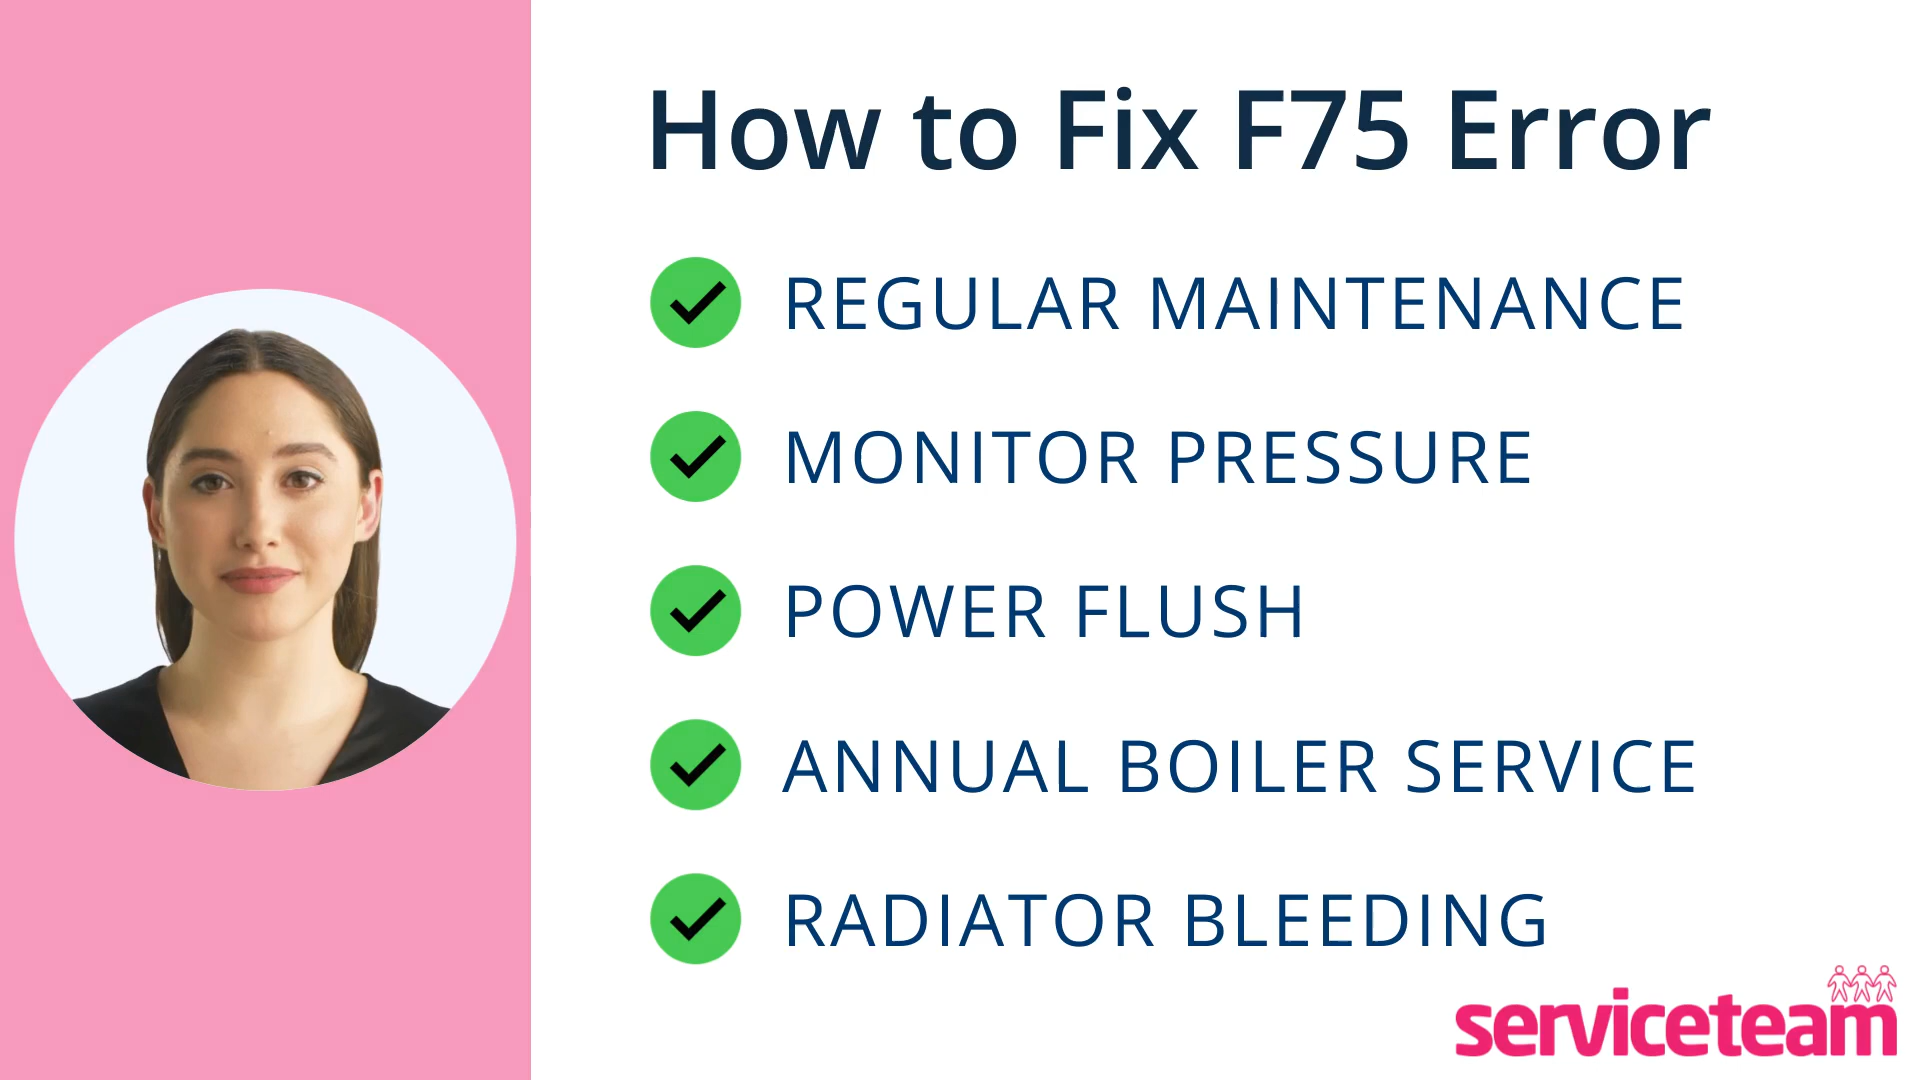 How to Fix F75 Error
REGULAR MAINTENANCE
MONITOR PRESSURE
POWER FLUSH
ANNUAL BOILER SERVICE
RADIATOR BLEEDING
serviceteam